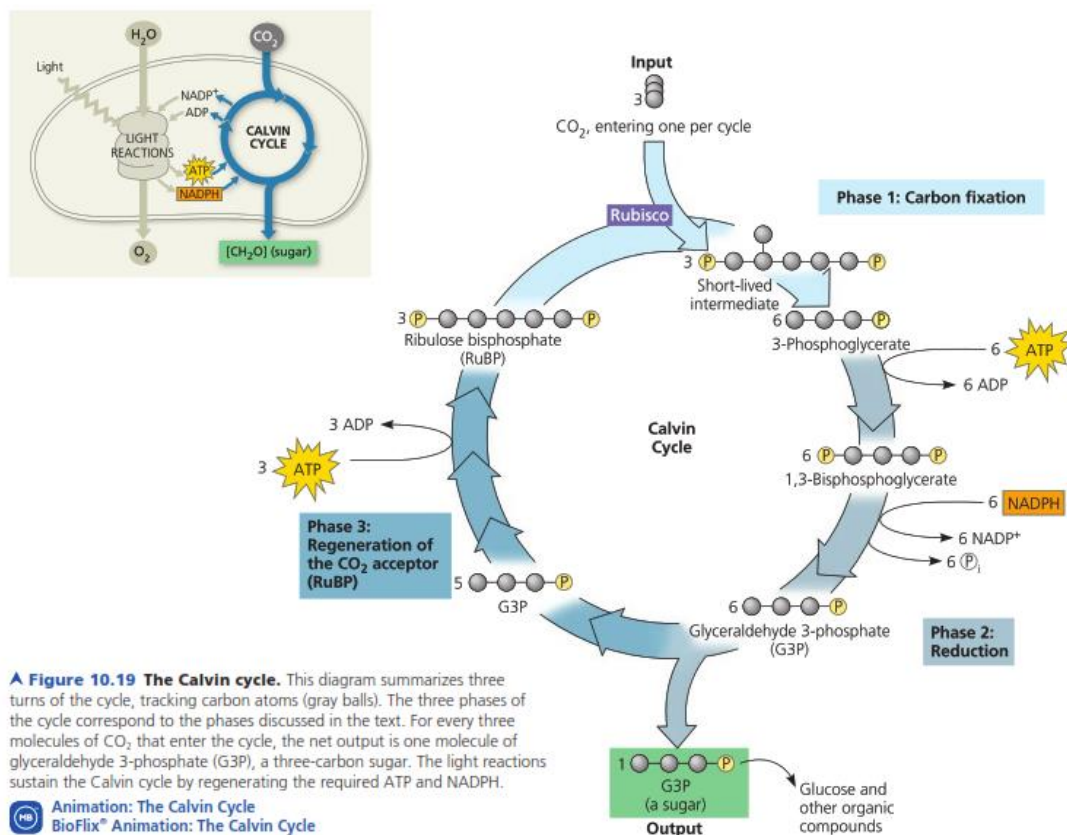 H₂O
CO₂
Light
NADP⁺
ADP
LIGHT
REACTIONS
CALVIN
CYCLE
ATP
NADPH
O₂
[CH₂O] (sugar)
Input
3
CO₂, entering one per cycle
Phase 1: Carbon fixation
Rubisco
3 P P
Short-lived
intermediate
3 P P
Ribulose bisphosphate
(RuBP)
6 P
3-Phosphoglycerate
6 ATP
6 ADP
Calvin
Cycle
3 ADP
3 ATP
6 P P
1,3-Bisphosphoglycerate
6 NADPH
6 NADP⁺
6 Pᵢ
Phase 3:
Regeneration of
the CO₂ acceptor
(RuBP)
5 P
G3P
6 P
Glyceraldehyde 3-phosphate
(G3P)
Phase 2:
Reduction
▲ Figure 10.19 The Calvin cycle. This diagram summarizes three
turns of the cycle, tracking carbon atoms (gray balls). The three phases of
the cycle correspond to the phases discussed in the text. For every three
molecules of CO₂ that enter the cycle, the net output is one molecule of
glyceraldehyde 3-phosphate (G3P), a three-carbon sugar. The light reactions
sustain the Calvin cycle by regenerating the required ATP and NADPH.
MB Animation: The Calvin Cycle
BioFlix® Animation: The Calvin Cycle
1 P
G3P
(a sugar)
Output
Glucose and
other organic
compounds